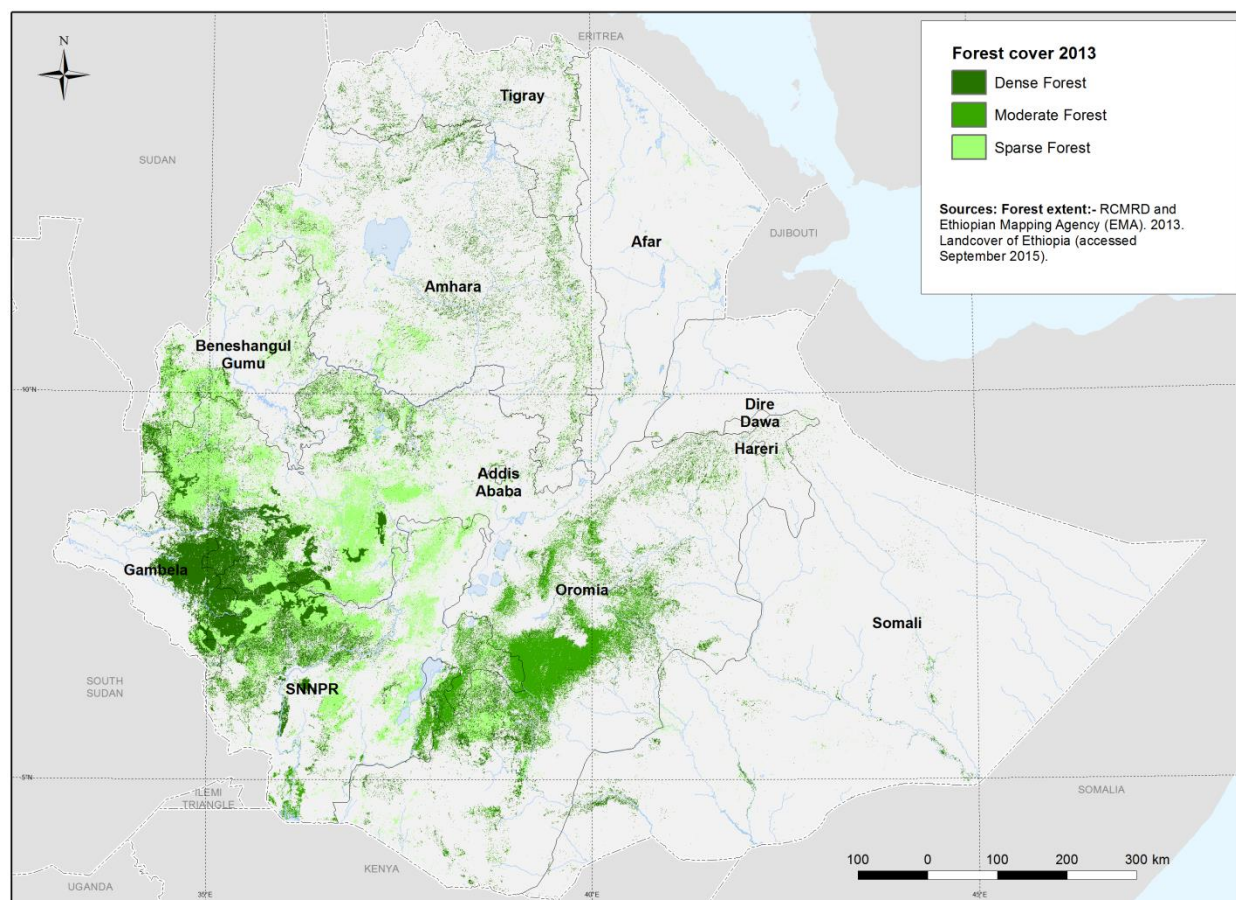 N
ERITREA
Forest cover 2013
Dense Forest
Moderate Forest
Sparse Forest
Sources: Forest extent:- RCMRD and
Ethiopian Mapping Agency (EMA). 2013.
Landcover of Ethiopia (accessed
September 2015).
Tigray
SUDAN
DJIBOUTI
Afar
Amhara
Beneshangul
Gumu
10°N
Dire
Dawa
Hareri
Addis
Ababa
Gambela
Oromia
Somali
SOUTH
SUDAN
SNNPR
5°N
ILEMI
TRIANGLE
SOMALIA
KENYA
UGANDA
100 0 100 200 300 km
35°E
40°E
45°E